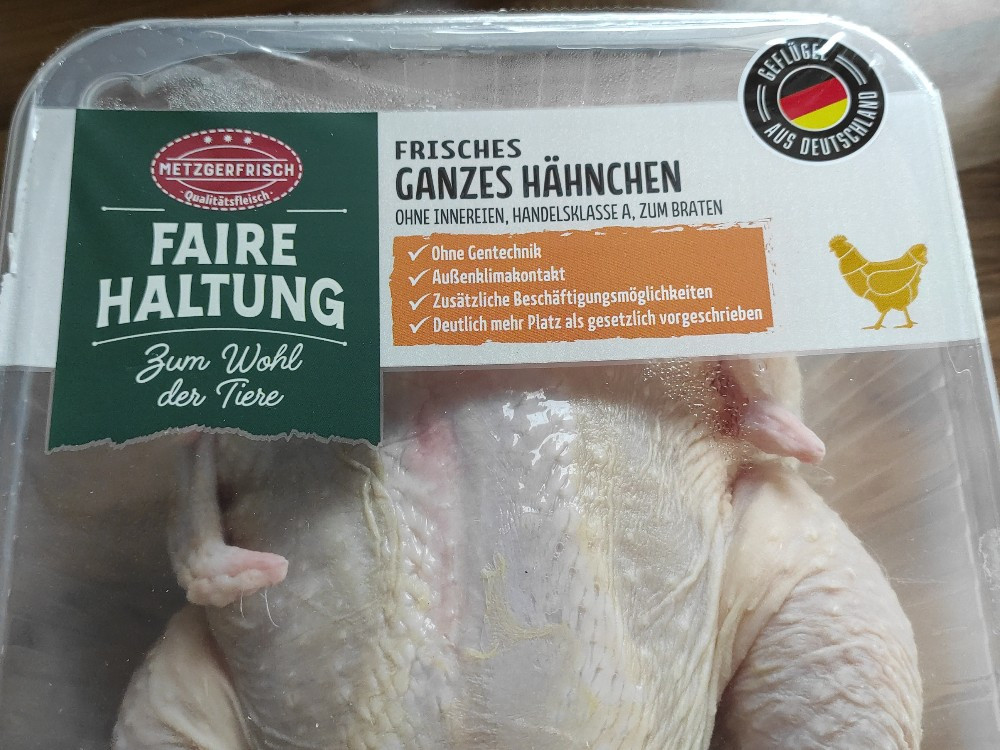 METZGERFRISCH
·Qualitätsfleisch·
FAIRE
HALTUNG
Zum Wohl
der Tiere
FRISCHES
GANZES HÄHNCHEN
OHNE INNEREIEN, HANDELSKLASSE A, ZUM BRATEN
✓ Ohne Gentechnik
✓ Außenklimakontakt
✓ Zusätzliche Beschäftigungsmöglichkeiten
✓ Deutlich mehr Platz als gesetzlich vorgeschrieben
GEFLÜGEL
AUS DEUTSCHLAND